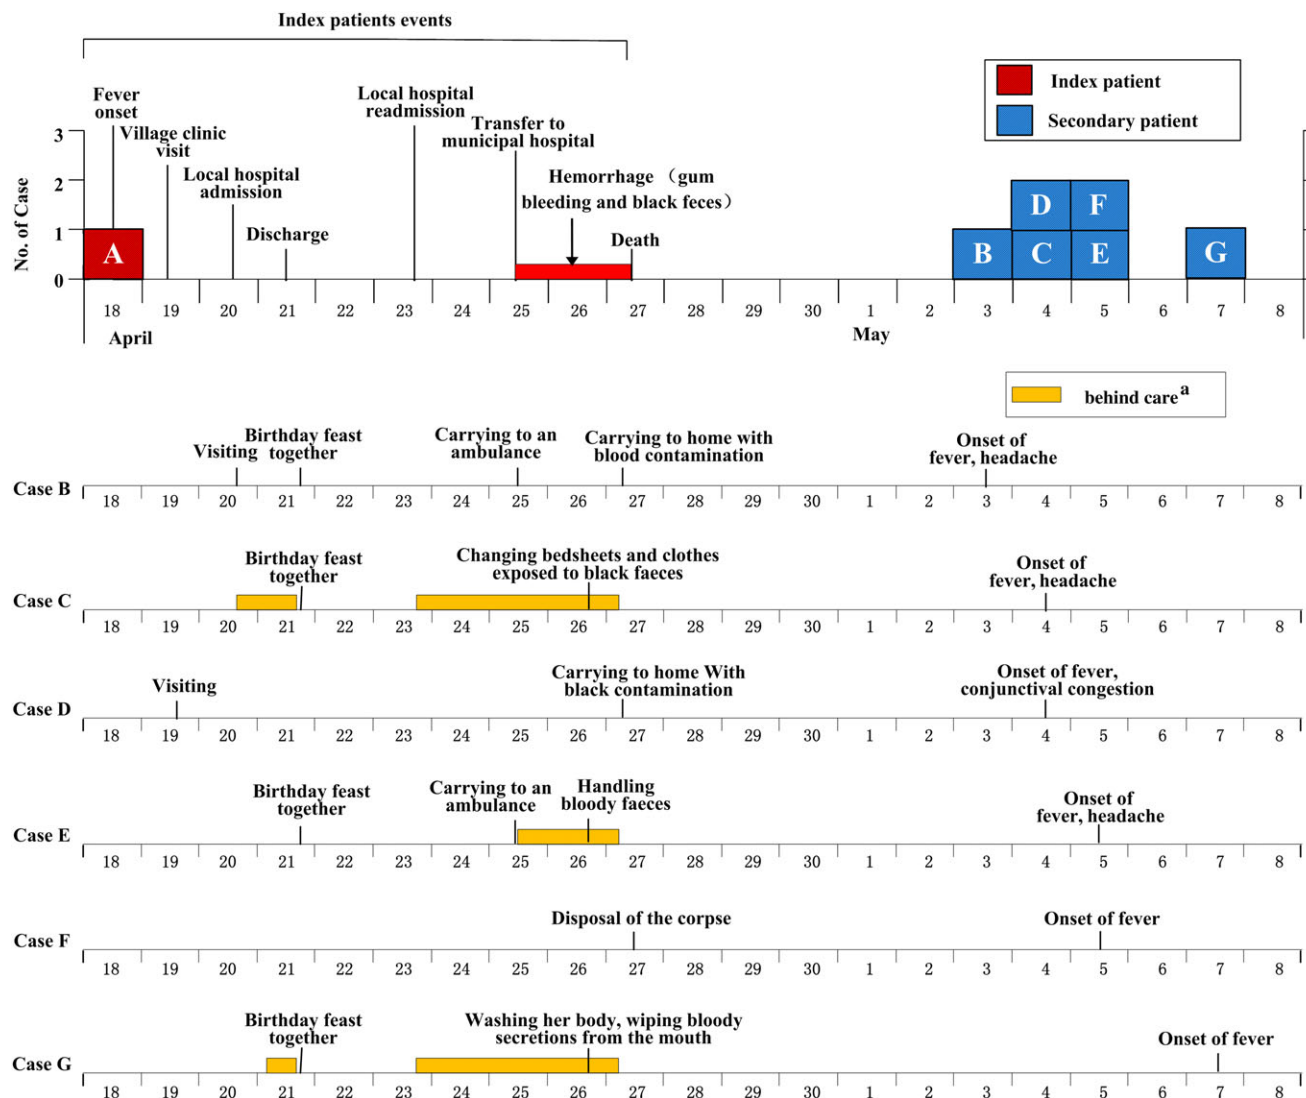 Index patients events
Fever
onset
Village clinic
visit
Local hospital
admission
Discharge
Local hospital
readmission
Transfer to
municipal hospital
Hemorrhage （gum
bleeding and black feces）
Death
Index patient
Secondary patient
No. of Case
3
2
1
0
A
B
D
C
F
E
G
18 19 20 21 22 23 24 25 26 27 28 29 30 1 2 3 4 5 6 7 8
April May
behind care a
Case B
Visiting
Birthday feast
together
Carrying to an
ambulance
Carrying to home with
blood contamination
Onset of
fever, headache
18 19 20 21 22 23 24 25 26 27 28 29 30 1 2 3 4 5 6 7 8
Case C
Birthday feast
together
Changing bedsheets and clothes
exposed to black faeces
Onset of
fever, headache
18 19 20 21 22 23 24 25 26 27 28 29 30 1 2 3 4 5 6 7 8
Case D
Visiting
Carrying to home With
black contamination
Onset of fever,
conjunctival congestion
18 19 20 21 22 23 24 25 26 27 28 29 30 1 2 3 4 5 6 7 8
Case E
Birthday feast
together
Carrying to an
ambulance
Handling
bloody faeces
Onset of
fever, headache
18 19 20 21 22 23 24 25 26 27 28 29 30 1 2 3 4 5 6 7 8
Case F
Disposal of the corpse
Onset of fever
18 19 20 21 22 23 24 25 26 27 28 29 30 1 2 3 4 5 6 7 8
Case G
Birthday feast
together
Washing her body, wiping bloody
secretions from the mouth
Onset of fever
18 19 20 21 22 23 24 25 26 27 28 29 30 1 2 3 4 5 6 7 8